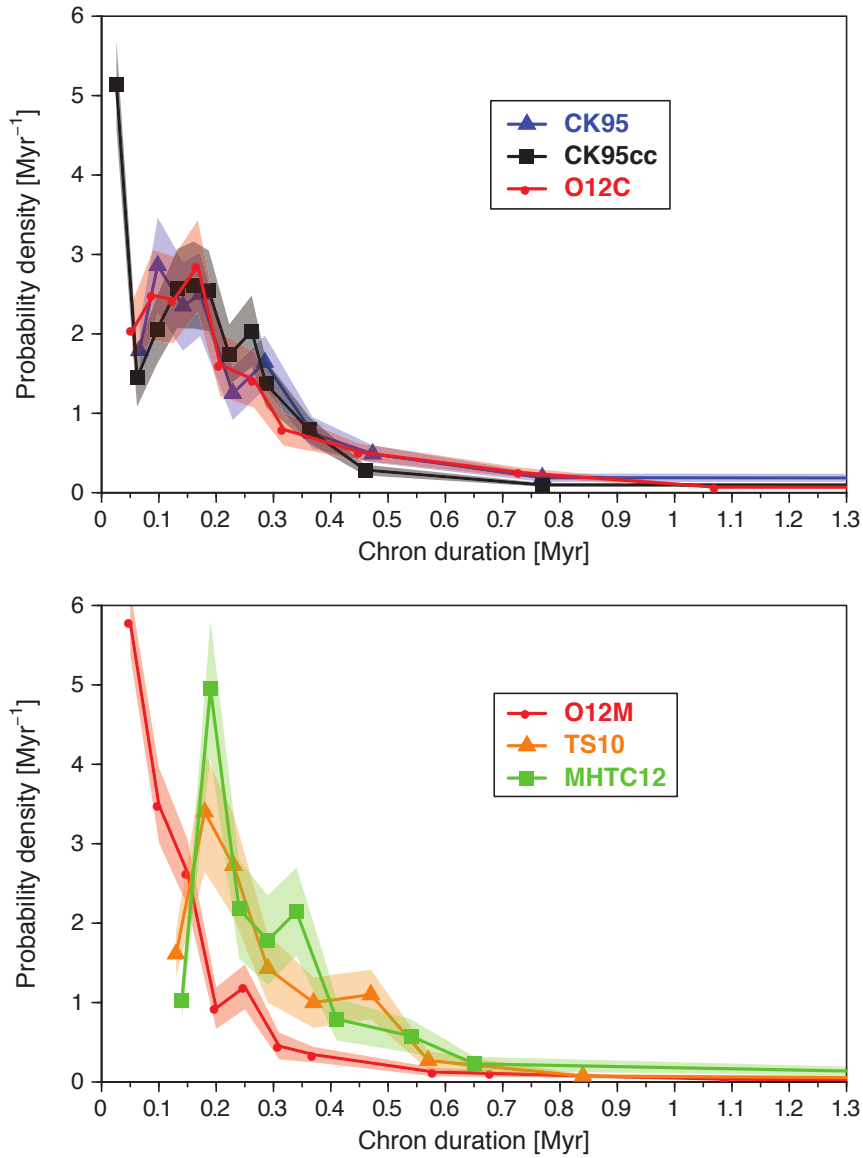 6
5
4
3
2
1
0
Probability density [Myr⁻¹]
CK95
CK95cc
O12C
0 0.1 0.2 0.3 0.4 0.5 0.6 0.7 0.8 0.9 1 1.1 1.2 1.3
Chron duration [Myr]
6
5
4
3
2
1
0
Probability density [Myr⁻¹]
O12M
TS10
MHTC12
0 0.1 0.2 0.3 0.4 0.5 0.6 0.7 0.8 0.9 1 1.1 1.2 1.3
Chron duration [Myr]